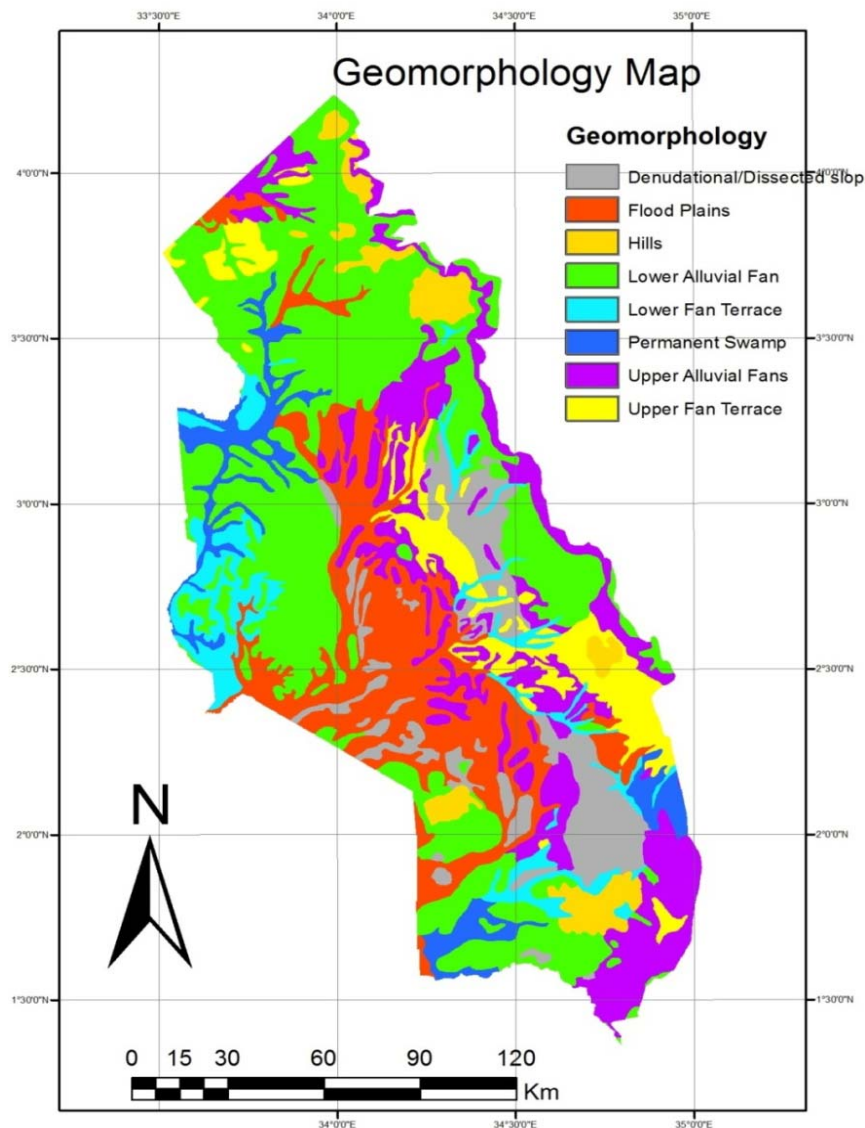 33°30'0"E 34°0'0"E 34°30'0"E 35°0'0"E
Geomorphology Map
Geomorphology
Denudational/Dissected slop
Flood Plains
Hills
Lower Alluvial Fan
Lower Fan Terrace
Permanent Swamp
Upper Alluvial Fans
Upper Fan Terrace
4°0'0"N 4°0'0"N
3°30'0"N 3°30'0"N
3°0'0"N 3°0'0"N
2°30'0"N 2°30'0"N
N
2°0'0"N 2°0'0"N
1°30'0"N 1°30'0"N
0 15 30 60 90 120
Km
34°0'0"E 34°30'0"E 35°0'0"E